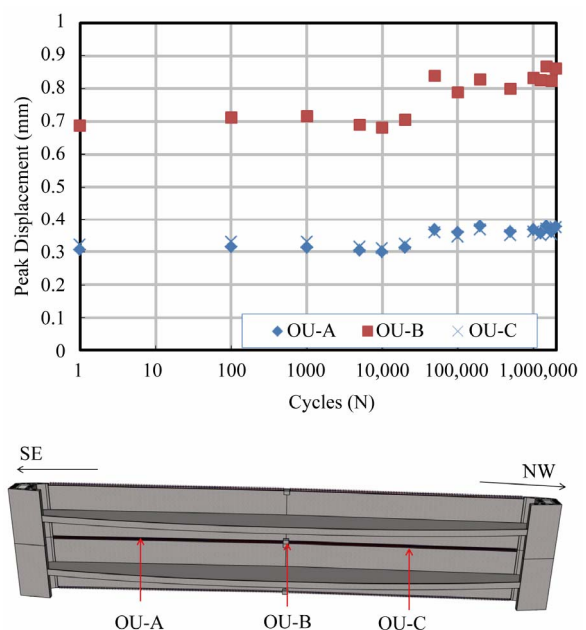 1
0.9
0.8
0.7
0.6
0.5
0.4
0.3
0.2
0.1
0
Peak Displacement (mm)
OU-A OU-B OU-C
1 10 100 1000 10,000 100,000 1,000,000
Cycles (N)
SE
NW
OU-A OU-B OU-C